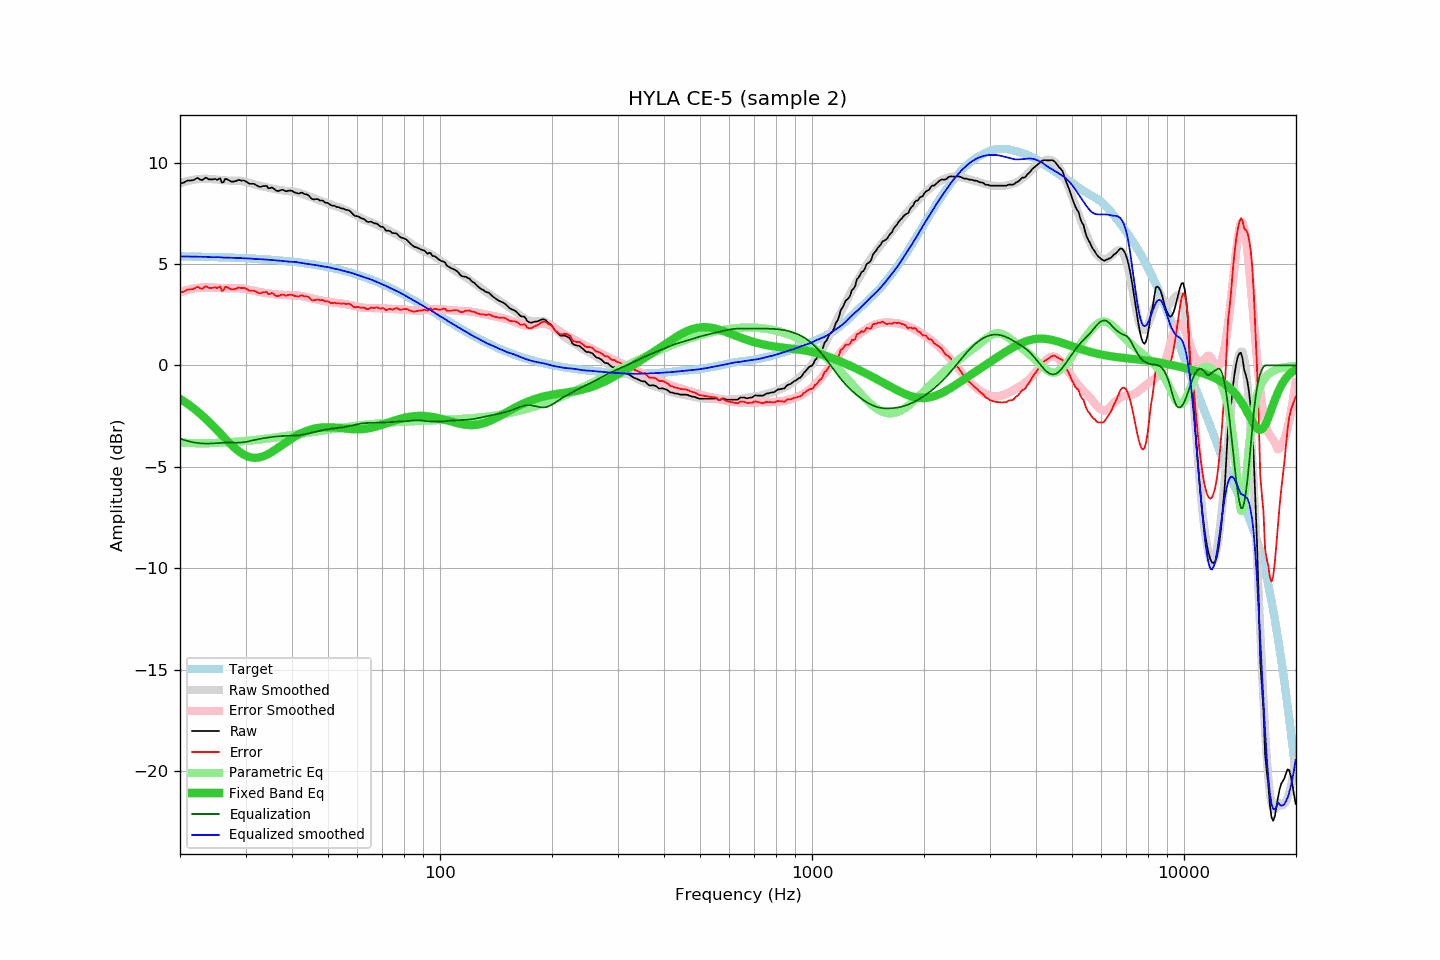 HYLA CE-5 (sample 2)
10
5
0
−5
−10
−15
−20
Amplitude (dBr)
Target
Raw Smoothed
Error Smoothed
Raw
Error
Parametric Eq
Fixed Band Eq
Equalization
Equalized smoothed
100
1000
10000
Frequency (Hz)